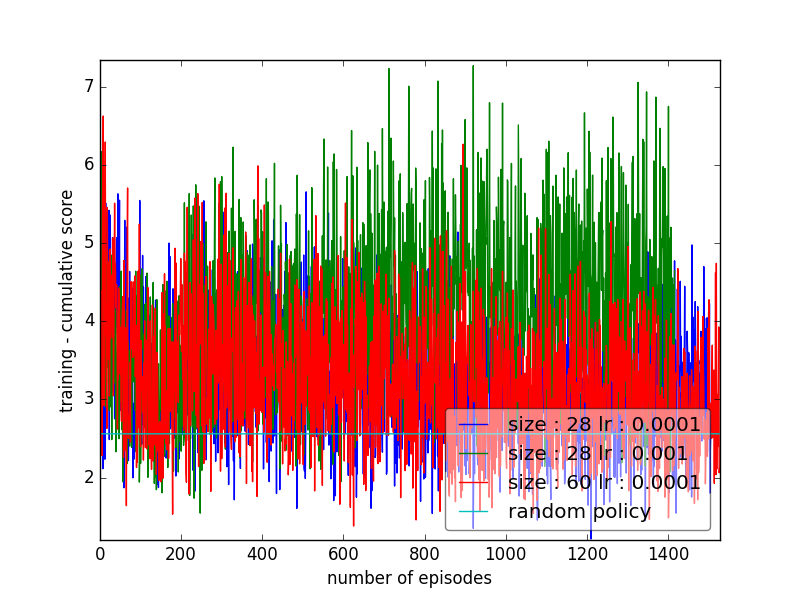 7
6
5
4
3
2
training - cumulative score
size : 28 lr : 0.0001
size : 28 lr : 0.001
size : 60 lr : 0.0001
random policy
0 200 400 600 800 1000 1200 1400
number of episodes